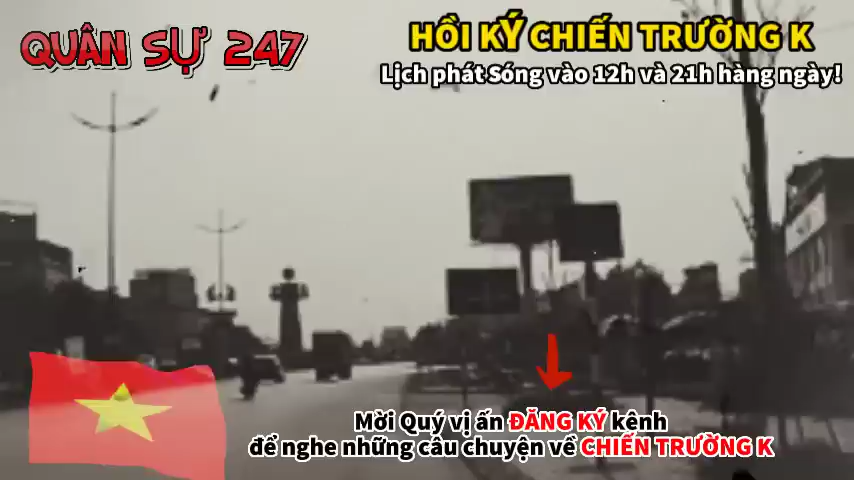 QUÂN SỰ 247
HỒI KÝ CHIẾN TRƯỜNG K
Lịch phát Sóng vào 12h và 21h hàng ngày!
Mời Quý vị ấn ĐĂNG KÝ kênh
để nghe những câu chuyện về CHIẾN TRƯỜNG K